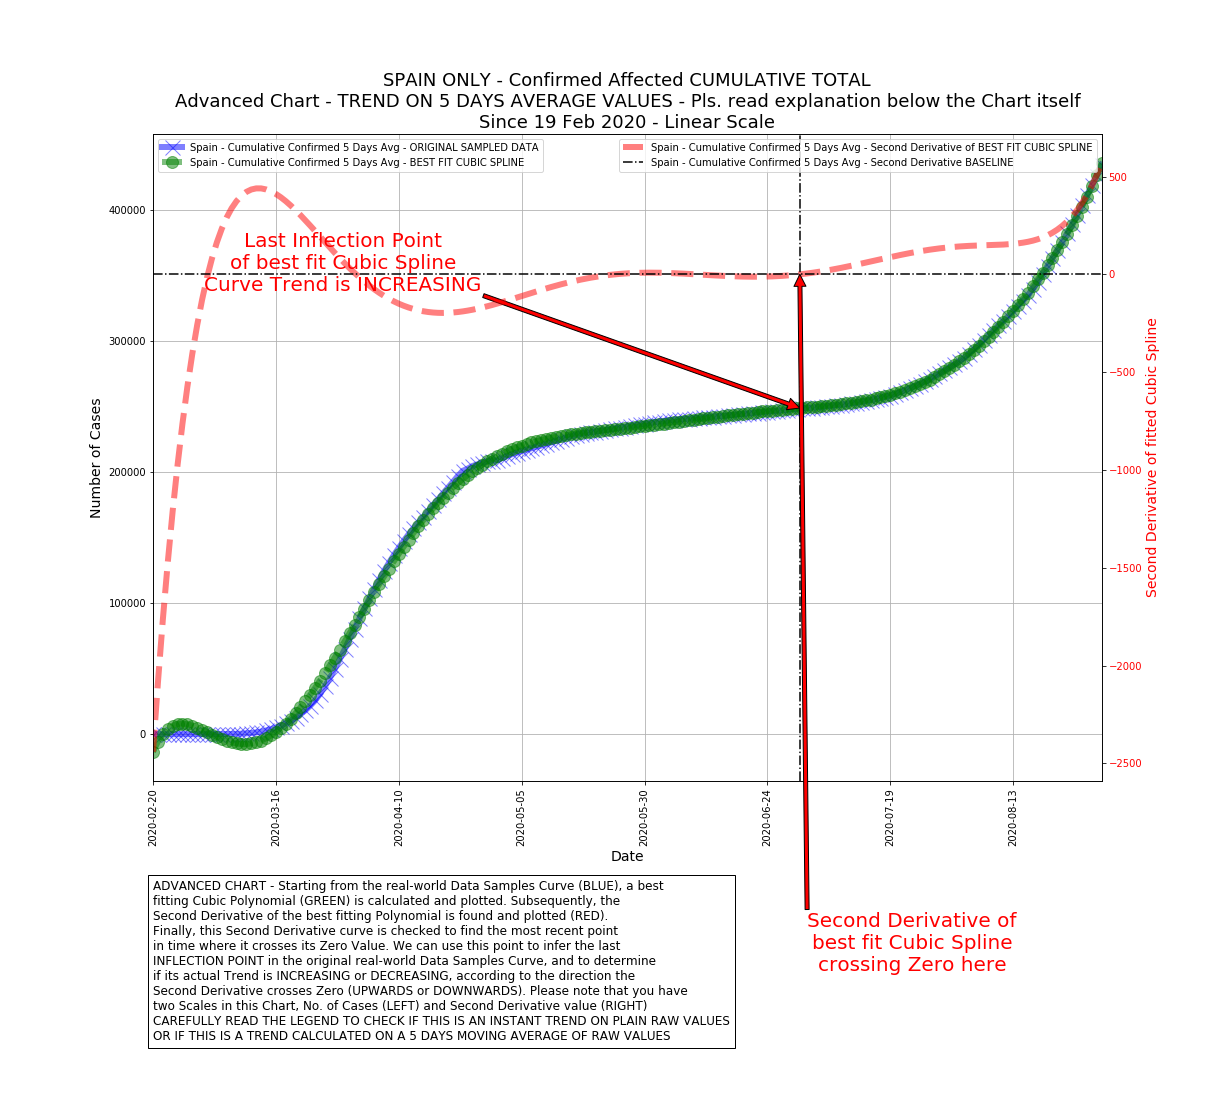 SPAIN ONLY - Confirmed Affected CUMULATIVE TOTAL
Advanced Chart - TREND ON 5 DAYS AVERAGE VALUES - Pls. read explanation below the Chart itself
Since 19 Feb 2020 - Linear Scale
Spain - Cumulative Confirmed 5 Days Avg - ORIGINAL SAMPLED DATA
Spain - Cumulative Confirmed 5 Days Avg - BEST FIT CUBIC SPLINE
Spain - Cumulative Confirmed 5 Days Avg - Second Derivative of BEST FIT CUBIC SPLINE
Spain - Cumulative Confirmed 5 Days Avg - Second Derivative BASELINE
Last Inflection Point
of best fit Cubic Spline
Curve Trend is INCREASING
Number of Cases
400000
300000
200000
100000
0
500
0
−500
−1000
−1500
−2000
−2500
Second Derivative of fitted Cubic Spline
2020-02-20
2020-03-16
2020-04-10
2020-05-05
2020-05-30
2020-06-24
2020-07-19
2020-08-13
Date
ADVANCED CHART - Starting from the real-world Data Samples Curve (BLUE), a best
fitting Cubic Polynomial (GREEN) is calculated and plotted. Subsequently, the
Second Derivative of the best fitting Polynomial is found and plotted (RED).
Finally, this Second Derivative curve is checked to find the most recent point
in time where it crosses its Zero Value. We can use this point to infer the last
INFLECTION POINT in the original real-world Data Samples Curve, and to determine
if its actual Trend is INCREASING or DECREASING, according to the direction the
Second Derivative crosses Zero (UPWARDS or DOWNWARDS). Please note that you have
two Scales in this Chart, No. of Cases (LEFT) and Second Derivative value (RIGHT)
CAREFULLY READ THE LEGEND TO CHECK IF THIS IS AN INSTANT TREND ON PLAIN RAW VALUES
OR IF THIS IS A TREND CALCULATED ON A 5 DAYS MOVING AVERAGE OF RAW VALUES
Second Derivative of
best fit Cubic Spline
crossing Zero here